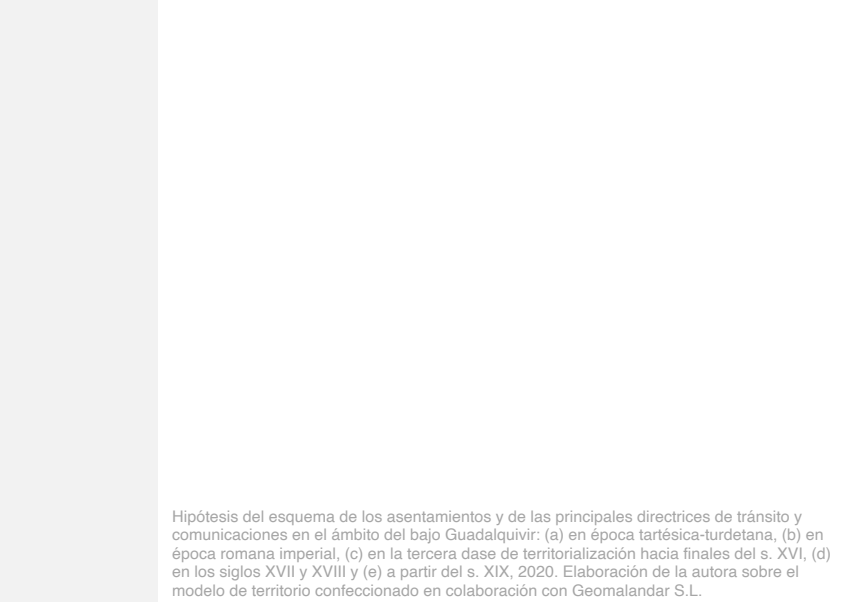 Hipótesis del esquema de los asentamientos y de las principales directrices de tránsito y
comunicaciones en el ámbito del bajo Guadalquivir: (a) en época tartésica-turdetana, (b) en
época romana imperial, (c) en la tercera dase de territorialización hacia finales del s. XVI, (d)
en los siglos XVII y XVIII y (e) a partir del s. XIX, 2020. Elaboración de la autora sobre el
modelo de territorio confeccionado en colaboración con Geomalandar S.L.